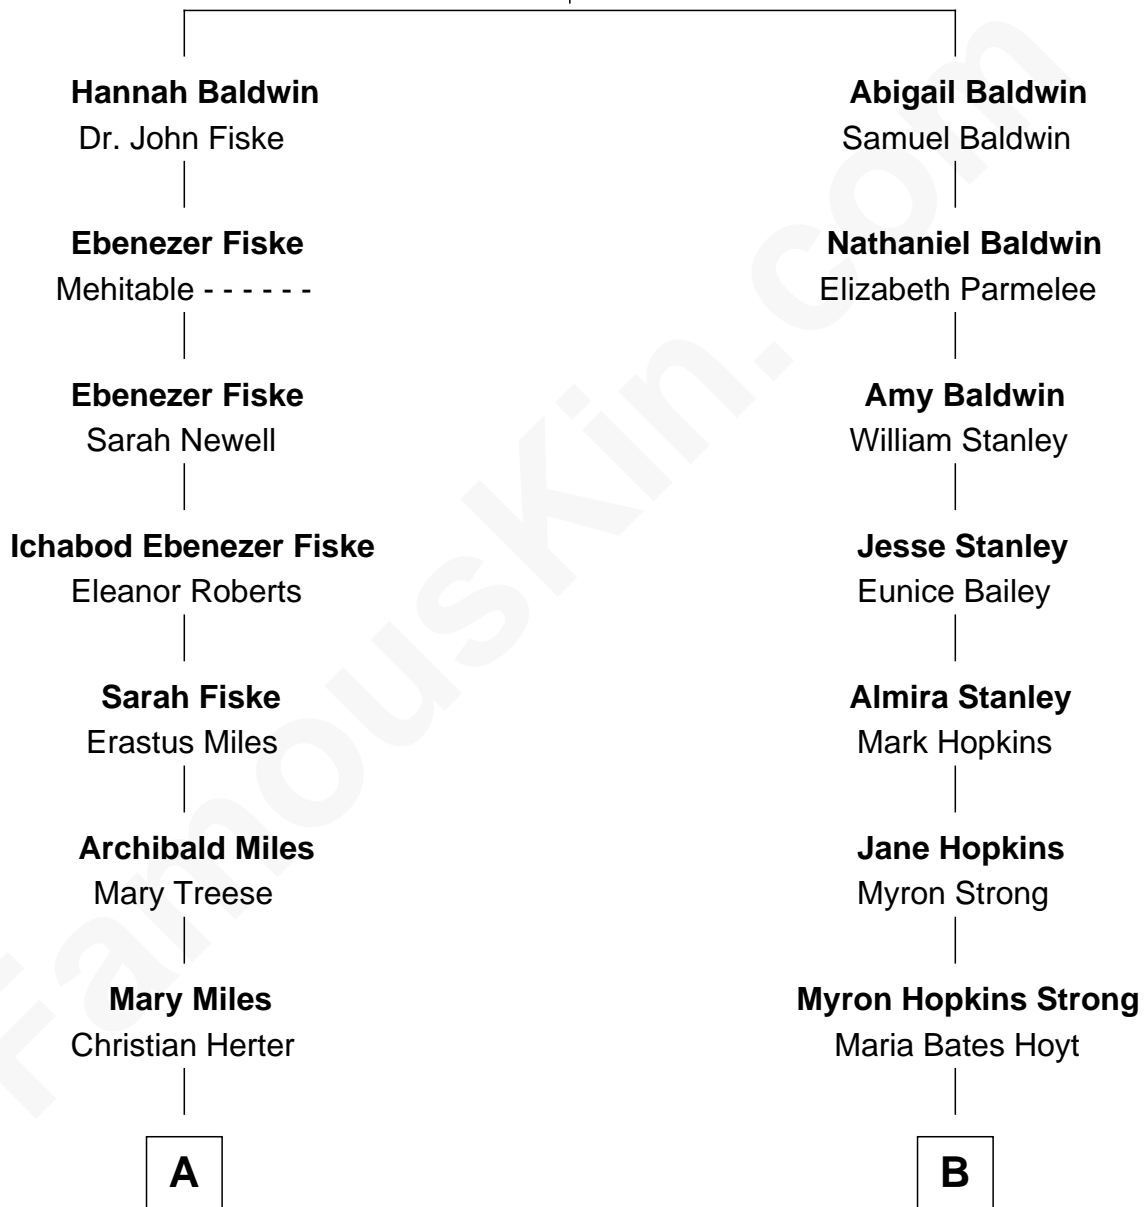 Hannah Baldwin
Dr. John Fiske
Ebenezer Fiske
Mehitable - - - - - -
Ebenezer Fiske
Sarah Newell
Ichabod Ebenezer Fiske
Eleanor Roberts
Sarah Fiske
Erastus Miles
Archibald Miles
Mary Treese
Mary Miles
Christian Herter
A
Abigail Baldwin
Samuel Baldwin
Nathaniel Baldwin
Elizabeth Parmelee
Amy Baldwin
William Stanley
Jesse Stanley
Eunice Bailey
Almira Stanley
Mark Hopkins
Jane Hopkins
Myron Strong
Myron Hopkins Strong
Maria Bates Hoyt
B
FamousKin.com